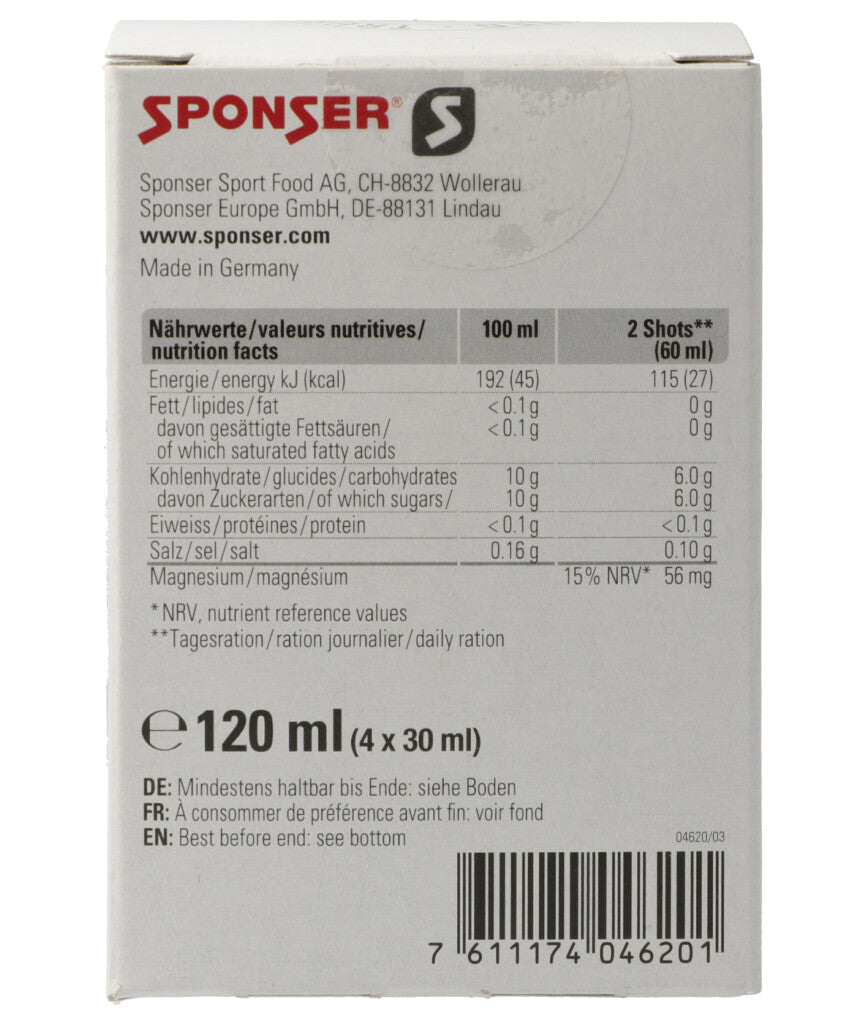 SPONSER® S
Sponser Sport Food AG, CH-8832 Wollerau
Sponser Europe GmbH, DE-88131 Lindau
www.sponser.com
Made in Germany
Nährwerte/valeurs nutritives/ 100 ml 2 Shots**
nutrition facts (60 ml)
Energie/energy kJ (kcal) 192 (45) 115 (27)
Fett/lipides/fat <0.1 g 0 g
davon gesättigte Fettsäuren/ <0.1 g 0 g
of which saturated fatty acids
Kohlenhydrate/glucides/carbohydrates 10 g 6.0 g
davon Zuckerarten/of which sugars/ 10 g 6.0 g
Eiweiss/protéines/protein <0.1 g <0.1 g
Salz/sel/salt 0.16 g 0.10 g
Magnesium/magnésium 15% NRV* 56 mg
*NRV, nutrient reference values
**Tagesration/ration journalier/daily ration
℮ 120 ml (4 x 30 ml)
DE: Mindestens haltbar bis Ende: siehe Boden
FR: À consommer de préférence avant fin: voir fond
EN: Best before end: see bottom
04620/03
7 611174 046201